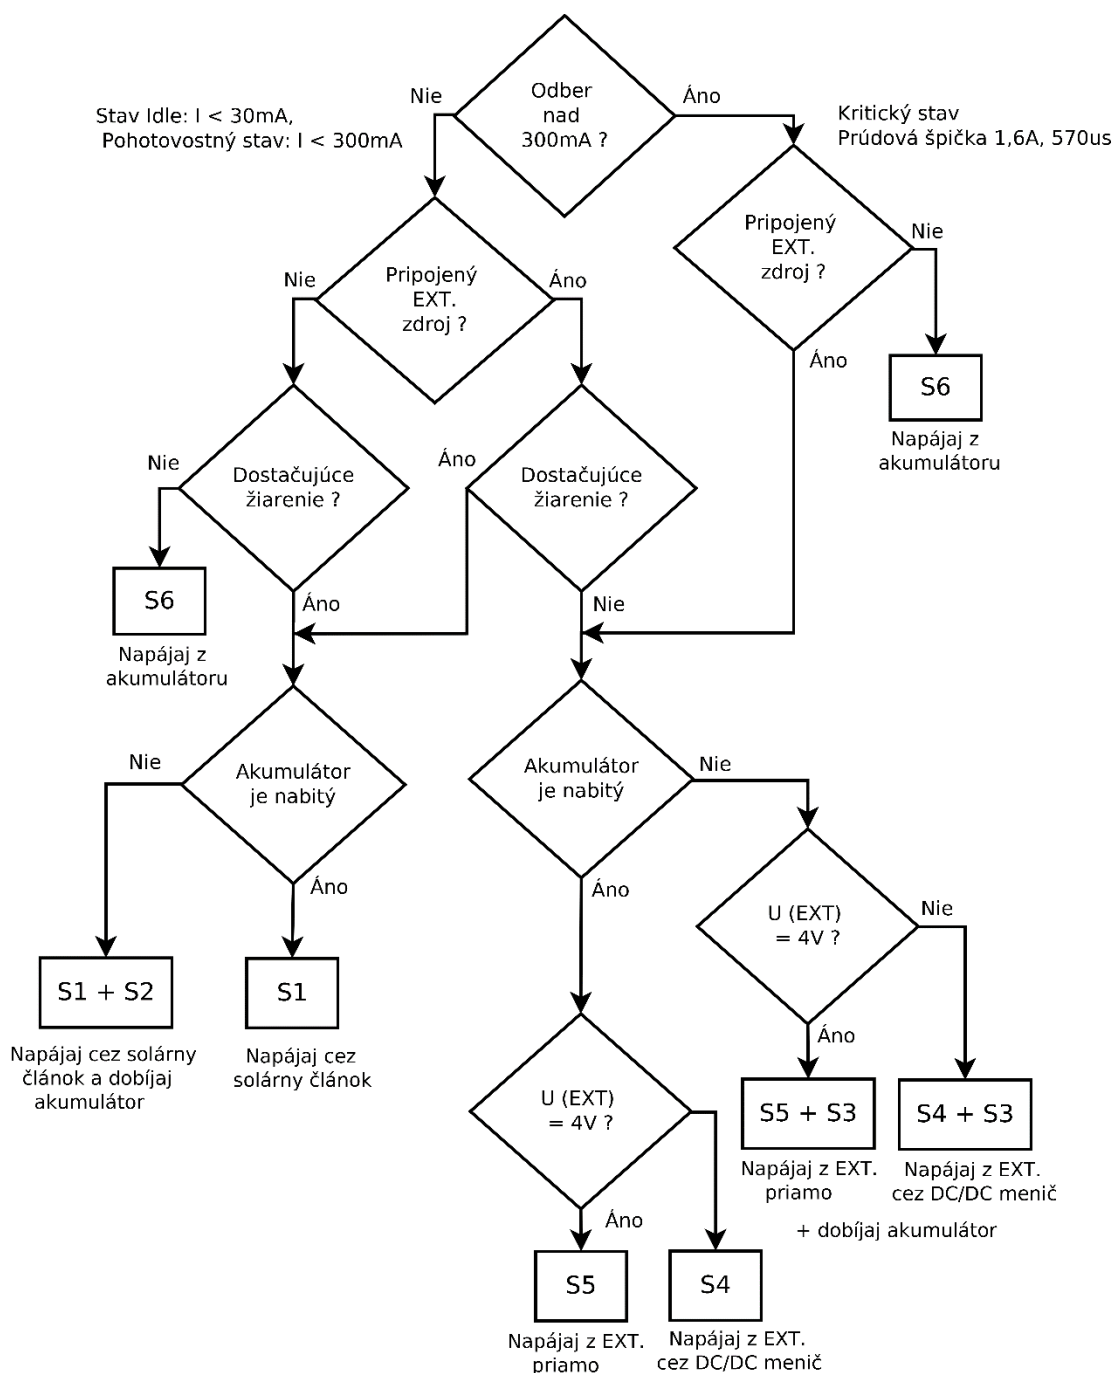 Odber
nad
300mA ?
Nie
Áno
Stav Idle: I < 30mA,
Pohotovostný stav: I < 300mA
Kritický stav
Prúdová špička 1,6A, 570us
Pripojený
EXT.
zdroj ?
Nie
Áno
S6
Napájaj z
akumulátoru
Pripojený
EXT.
zdroj ?
Nie
Áno
Dostačujúce
žiarenie ?
Nie
Áno
S6
Napájaj z
akumulátoru
Dostačujúce
žiarenie ?
Áno
Nie
Akumulátor
je nabitý
Nie
Áno
S1 + S2
Napájaj cez solárny
článok a dobíjaj
akumulátor
S1
Napájaj cez
solárny článok
Akumulátor
je nabitý
Nie
Áno
U (EXT)
= 4V ?
Nie
Áno
S5 + S3
Napájaj z EXT.
priamo
S4 + S3
Napájaj z EXT.
cez DC/DC menič
+ dobíjaj akumulátor
U (EXT)
= 4V ?
Áno
S5
Napájaj z EXT.
priamo
S4
Napájaj z EXT.
cez DC/DC menič